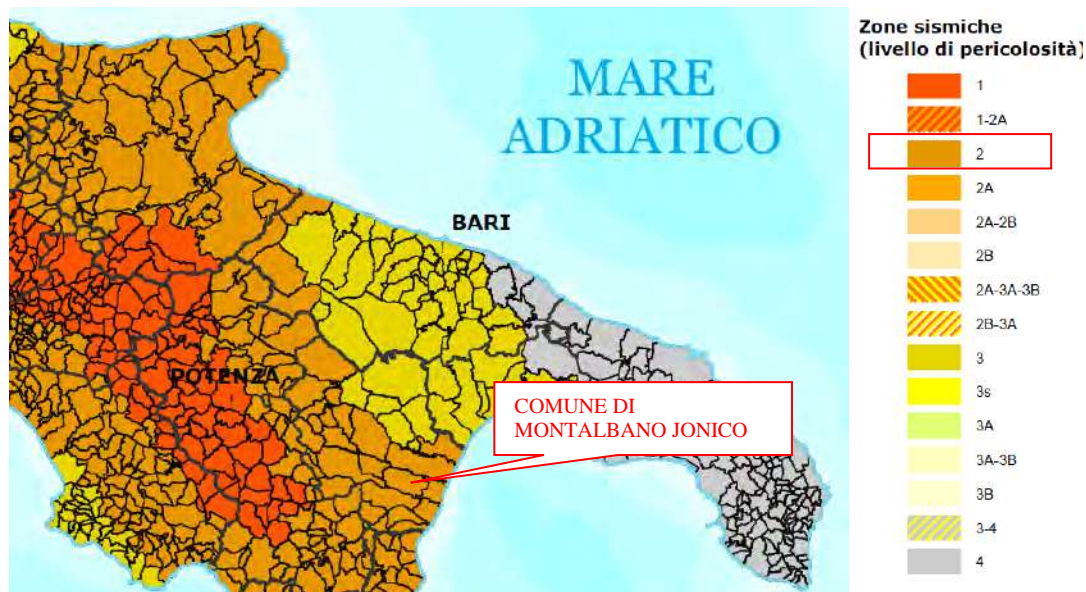 MARE
ADRIATICO
BARI
POTENZA
COMUNE DI
MONTALBANO JONICO
Zone sismiche
(livello di pericolosità)
1
1-2A
2
2A
2A-2B
2B
2A-3A-3B
2B-3A
3
3s
3A
3A-3B
3B
3-4
4